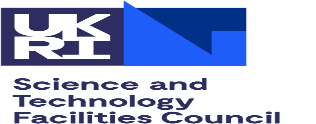 UK
RI
Science and
Technology
Facilities Council